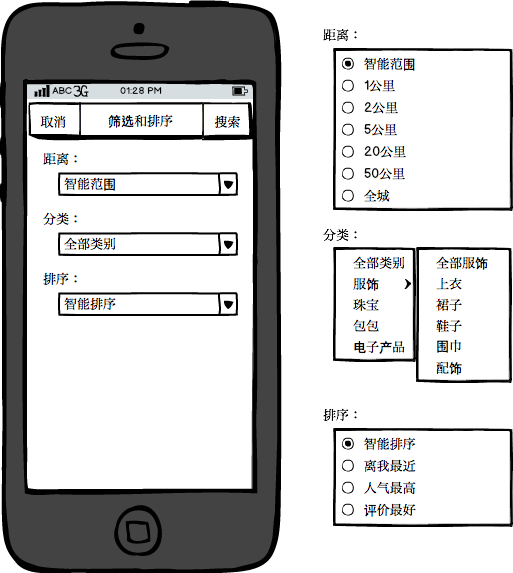 ABC 3G 01:28 PM
取消 筛选和排序 搜索
距离：
智能范围
分类：
全部类别
排序：
智能排序
距离：
智能范围
1公里
2公里
5公里
20公里
50公里
全城
分类：
全部类别
服饰
珠宝
包包
电子产品
全部服饰
上衣
裙子
鞋子
围巾
配饰
排序：
智能排序
离我最近
人气最高
评价最好